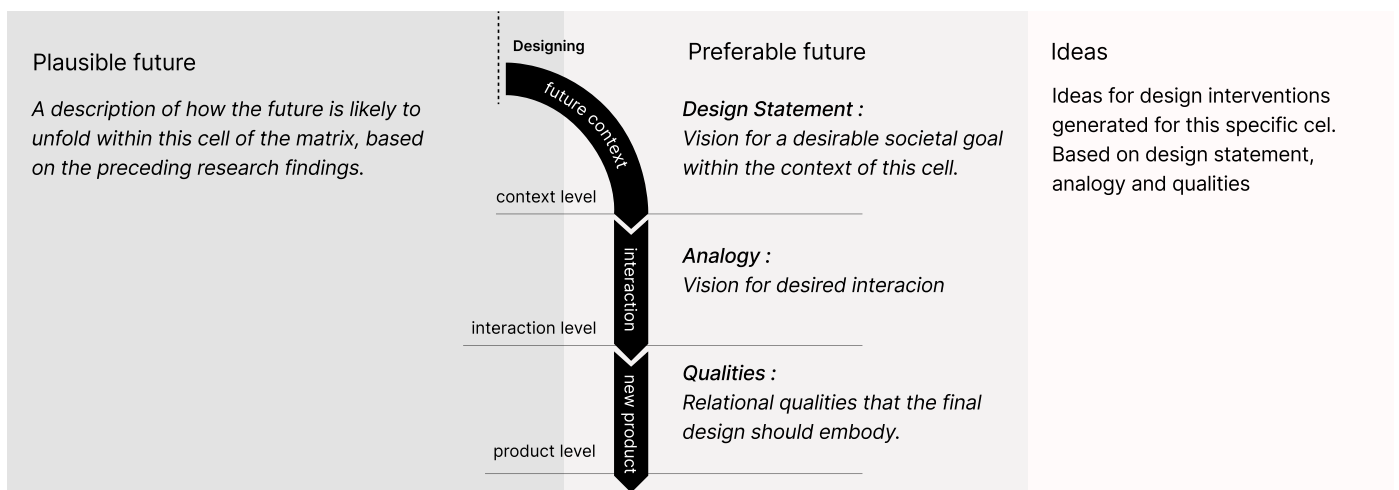 Plausible future
A description of how the future is likely to
unfold within this cell of the matrix, based
on the preceding research findings.
Designing
future context
context level
interaction
interaction level
new product
product level
Preferable future
Design Statement :
Vision for a desirable societal goal
within the context of this cell.
Analogy :
Vision for desired interacion
Qualities :
Relational qualities that the final
design should embody.
Ideas
Ideas for design interventions
generated for this specific cel.
Based on design statement,
analogy and qualities